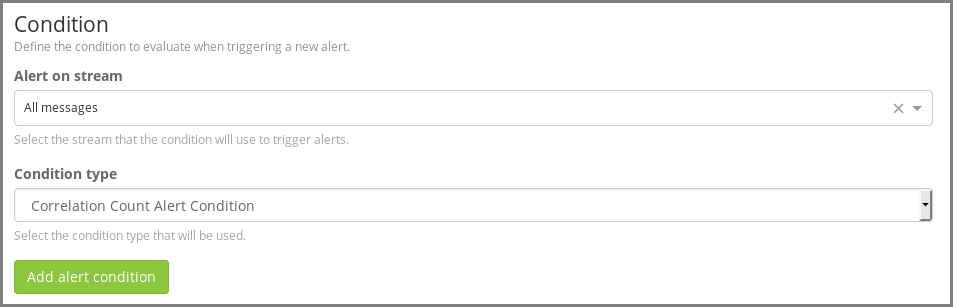 Condition
Define the condition to evaluate when triggering a new alert.
Alert on stream
All messages
Select the stream that the condition will use to trigger alerts.
Condition type
Correlation Count Alert Condition
Select the condition type that will be used.
Add alert condition